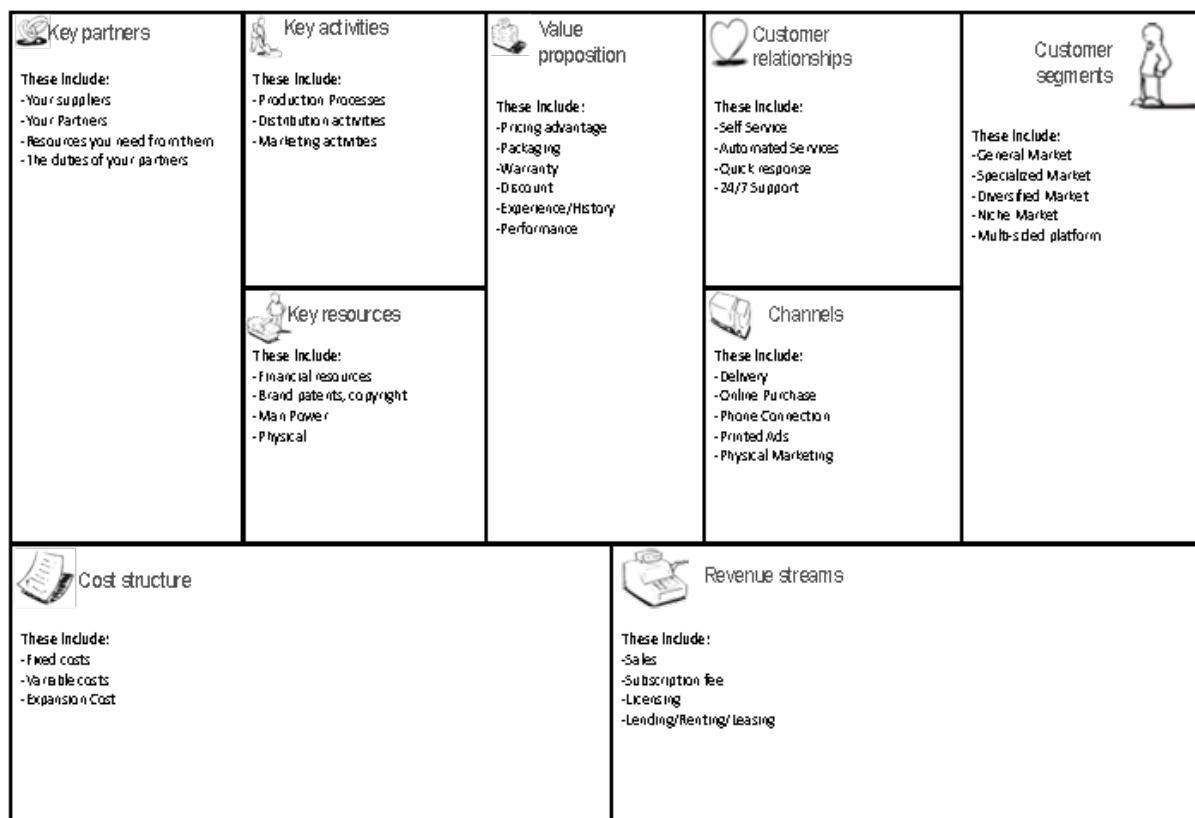 Key partners
These Include:
-Your suppliers
-Your Partners
-Resources you need from them
-The duties of your partners
Key activities
These Include:
-Production Processes
-Distribution activities
-Marketing activities
Key resources
These Include:
-Financial resources
-Brand patents, copyright
-Man Power
-Physical
Value
proposition
These Include:
-Pricing advantage
-Packaging
-Warranty
-Discount
-Experience/History
-Performance
Customer
relationships
These Include:
-Self Service
-Automated Services
-Quick response
-24/7 Support
Channels
These Include:
-Delivery
-Online Purchase
-Phone Connection
-Printed Ads
-Physical Marketing
Customer
segments
These Include:
-General Market
-Specialized Market
-Diversified Market
-Niche Market
-Multi-sided platform
Cost structure
These Include:
-Fixed costs
-Variable costs
-Expansion Cost
Revenue streams
These Include:
-Sales
-Subscription fee
-Licensing
-Lending/Renting/Leasing